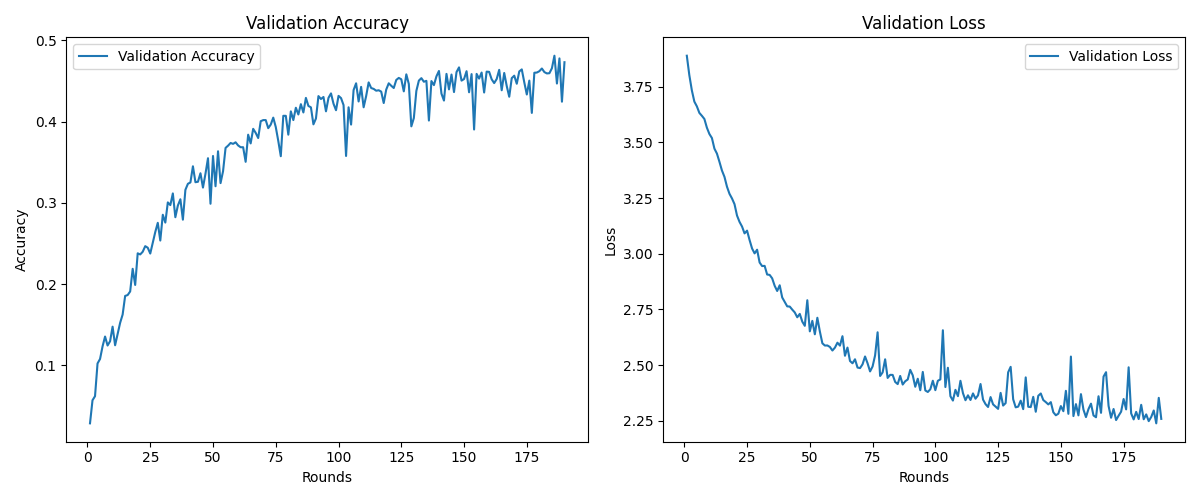 Validation Accuracy
Validation Accuracy
0.5
0.4
0.3
0.2
0.1
Accuracy
0 25 50 75 100 125 150 175
Rounds
Validation Loss
Validation Loss
3.75
3.50
3.25
3.00
2.75
2.50
2.25
Loss
0 25 50 75 100 125 150 175
Rounds